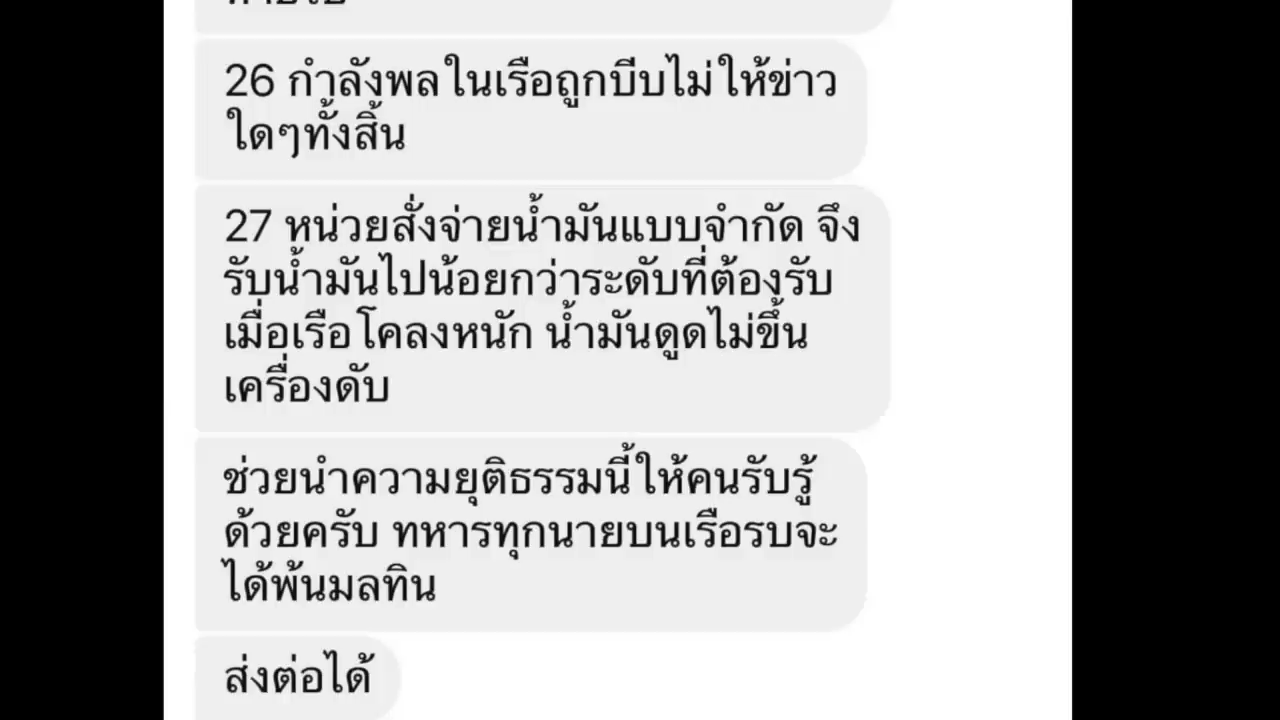 26 กำลังพลในเรือถูกบีบไม่ให้ข่าว
ใดๆทั้งสิ้น
27 หน่วยสั่งจ่ายน้ำมันแบบจำกัด จึง
รับน้ำมันไปน้อยกว่าระดับที่ต้องรับ
เมื่อเรือโคลงหนัก น้ำมันดูดไม่ขึ้น
เครื่องดับ
ช่วยนำความยุติธรรมนี้ให้คนรับรู้
ด้วยครับ ทหารทุกนายบนเรือรบจะ
ได้พ้นมลทิน
ส่งต่อได้